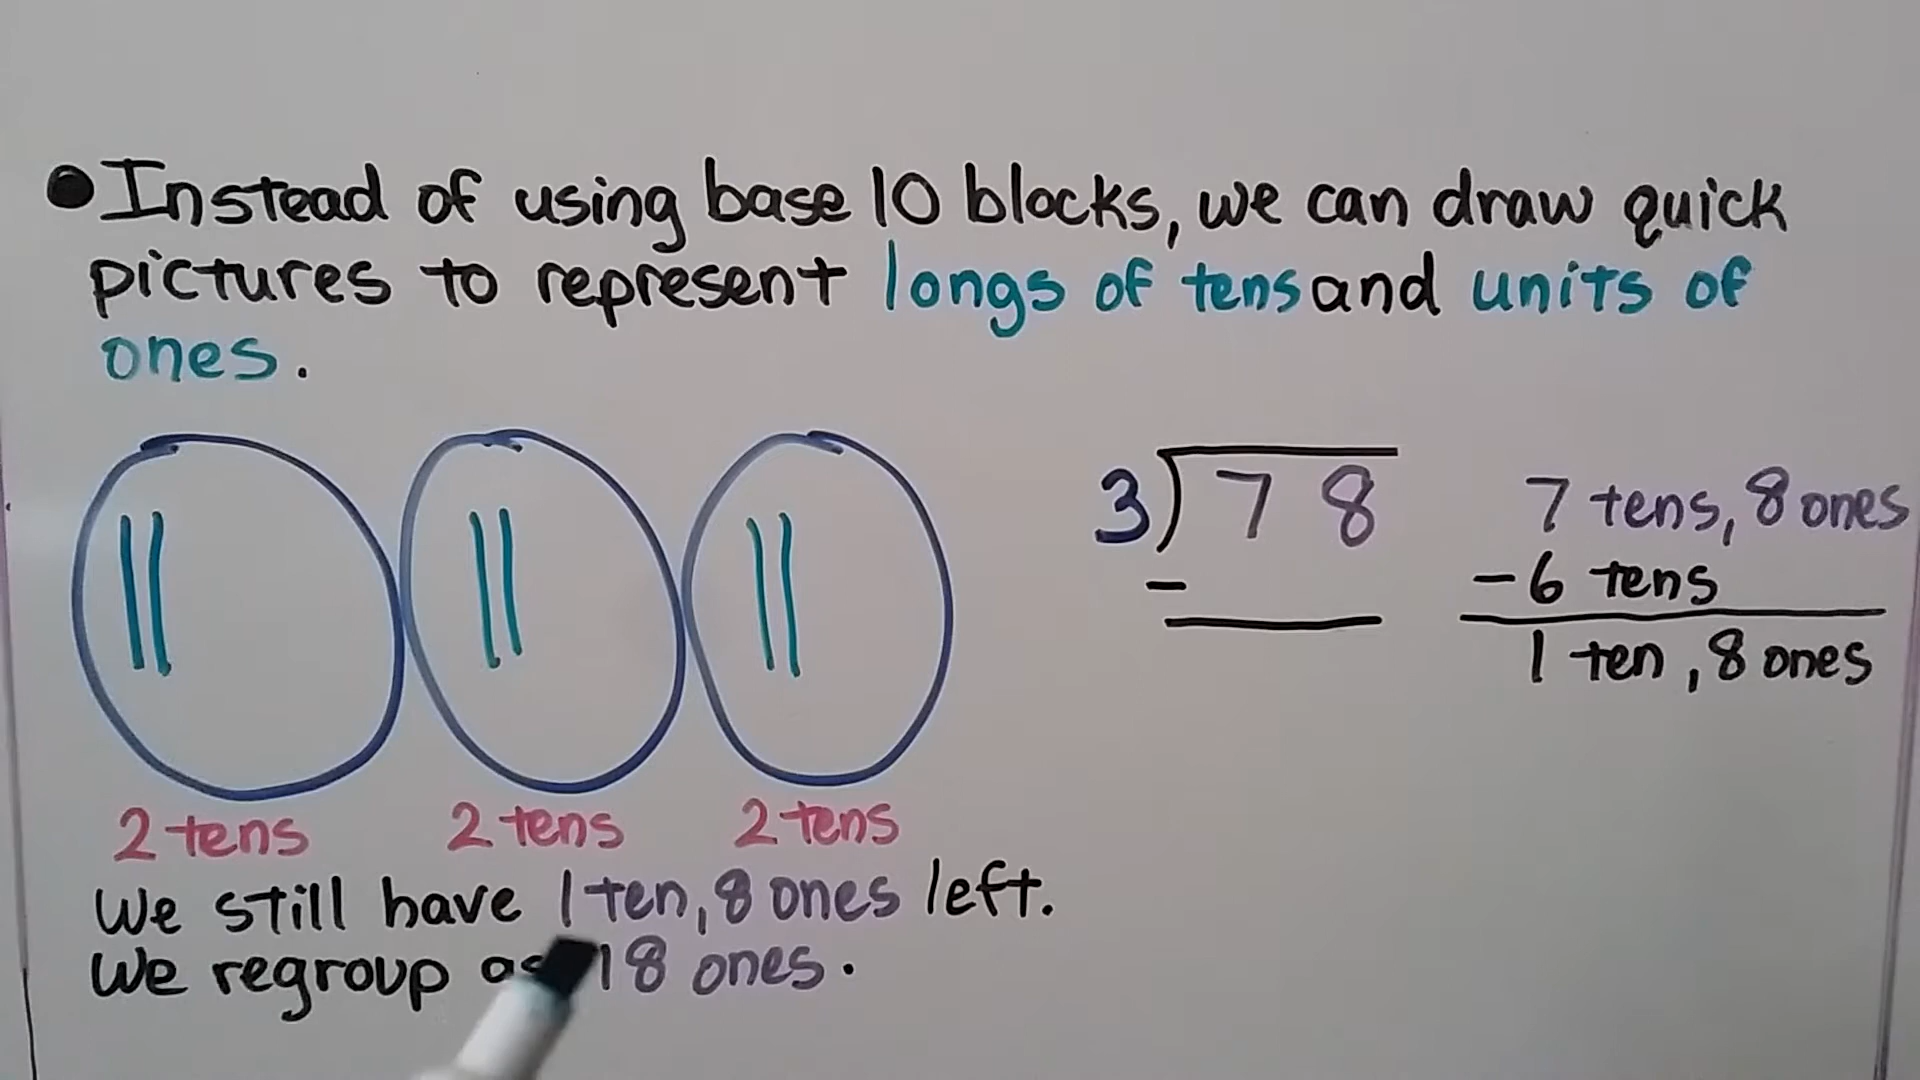 Instead of using base 10 blocks, we can draw quick
pictures to represent longs of tens and units of
ones.
3 7 8
7 tens, 8 ones
- 6 tens
-
1 ten, 8 ones
2 tens 2 tens 2 tens
We still have 1 ten, 8 ones left.
We regroup as 18 ones.